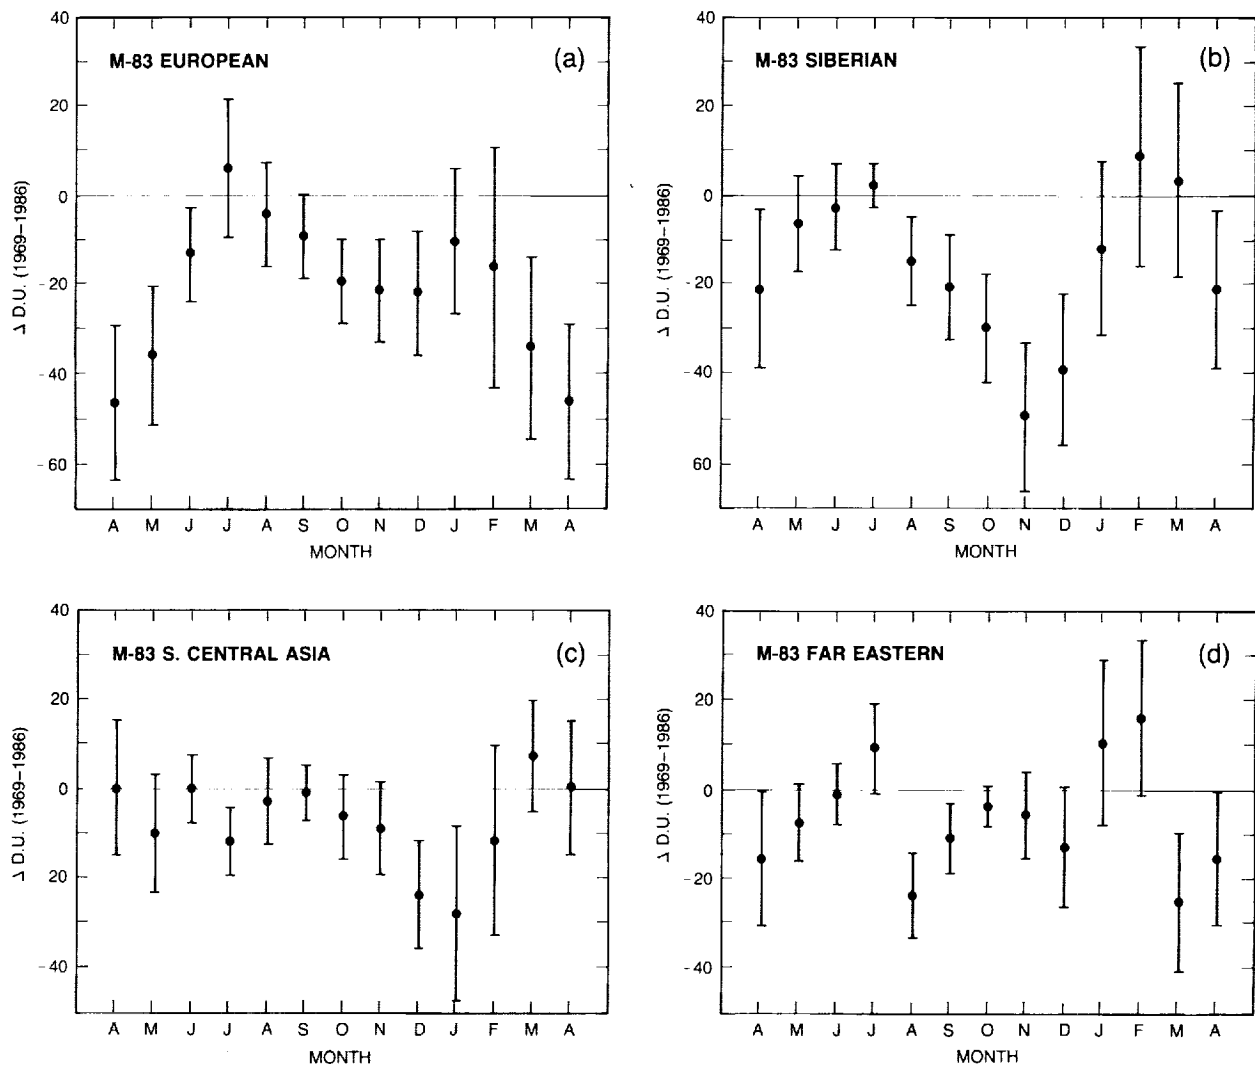 40
M-83 EUROPEAN (a)
20
0
-20
-40
-60
Δ D.U. (1969–1986)
A M J J A S O N D J F M A
MONTH
40
M-83 SIBERIAN (b)
20
0
-20
-40
60
Δ D.U. (1969–1986)
A M J J A S O N D J F M A
MONTH
40
M-83 S. CENTRAL ASIA (c)
20
0
20
-40
Δ D.U. (1969–1986)
A M J J A S O N D J F M A
MONTH
40
M-83 FAR EASTERN (d)
20
0
-20
-40
Δ D.U. (1969–1986)
A M J J A S O N D J F M A
MONTH